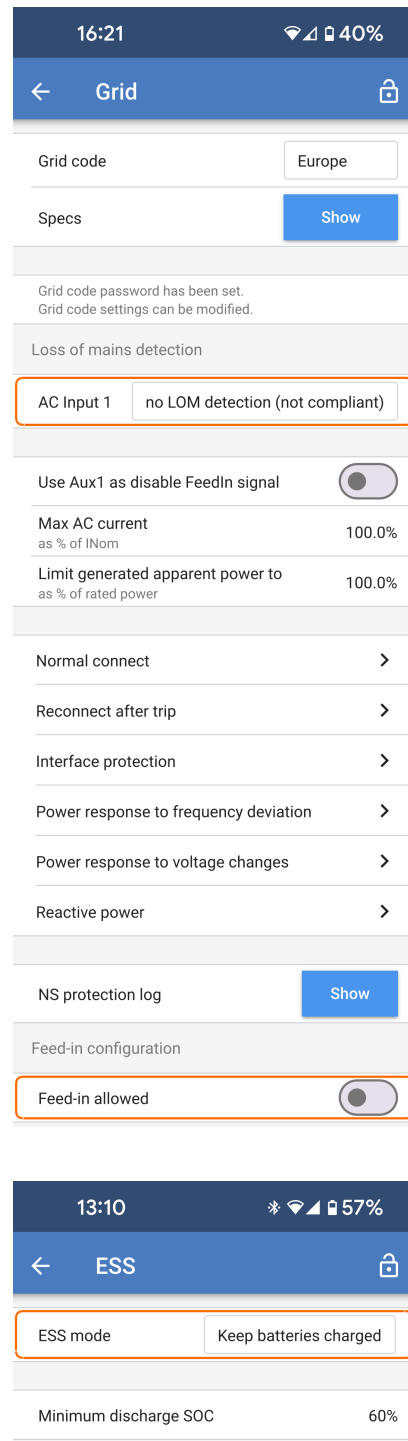 16:21 40%
Grid
Grid code Europe
Specs Show
Grid code password has been set.
Grid code settings can be modified.
Loss of mains detection
AC Input 1 no LOM detection (not compliant)
Use Aux1 as disable FeedIn signal
Max AC current 100.0%
as % of INom
Limit generated apparent power to 100.0%
as % of rated power
Normal connect
Reconnect after trip
Interface protection
Power response to frequency deviation
Power response to voltage changes
Reactive power
NS protection log Show
Feed-in configuration
Feed-in allowed
13:10 57%
ESS
ESS mode Keep batteries charged
Minimum discharge SOC 60%